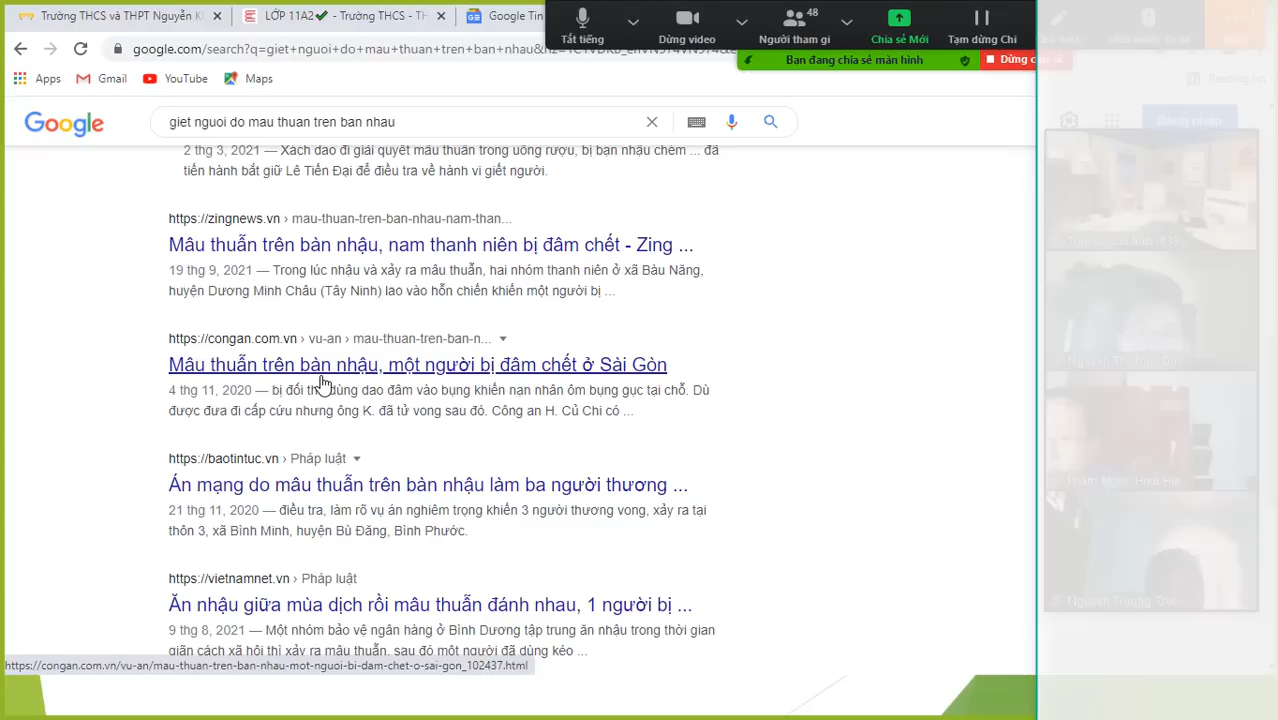 Trường THCS và THPT Nguyễn K
LỚP 11A2✔ - Trường THCS - TH
Google Tin
Tắt tiếng
Dừng video
48
Người tham gi
Chia sẻ Mới
Tạm dừng Chi
google.com/search?q=giet+nguoi+do+mau+thuan+tren+ban+nhau
Bạn đang chia sẻ màn hình
Dừng
Apps
Gmail
YouTube
Maps
Reading list
Google
giet nguoi do mau thuan tren ban nhau
Đăng nhập
2 thg 3, 2021 — Xách dao đi giải quyết mâu thuẫn trong uống rượu, bị bạn nhậu chém ... đã
tiến hành bắt giữ Lê Tiến Đại để điều tra về hành vi giết người.
https://zingnews.vn › mau-thuan-tren-ban-nhau-nam-than...
Mâu thuẫn trên bàn nhậu, nam thanh niên bị đâm chết - Zing ...
19 thg 9, 2021 — Trong lúc nhậu và xảy ra mâu thuẫn, hai nhóm thanh niên ở xã Bàu Năng,
huyện Dương Minh Châu (Tây Ninh) lao vào hỗn chiến khiến một người bị ...
https://congan.com.vn › vu-an › mau-thuan-tren-ban-n...
Mâu thuẫn trên bàn nhậu, một người bị đâm chết ở Sài Gòn
4 thg 11, 2020 — bị đối th dùng dao đâm vào bụng khiến nạn nhân ôm bụng gục tại chỗ. Dù
được đưa đi cấp cứu nhưng ông K. đã tử vong sau đó. Công an H. Củ Chi có ...
https://baotintuc.vn › Pháp luật
Án mạng do mâu thuẫn trên bàn nhậu làm ba người thương ...
21 thg 11, 2020 — điều tra, làm rõ vụ án nghiêm trọng khiến 3 người thương vong, xảy ra tại
thôn 3, xã Bình Minh, huyện Bù Đăng, Bình Phước.
https://vietnamnet.vn › Pháp luật
Ăn nhậu giữa mùa dịch rồi mâu thuẫn đánh nhau, 1 người bị ...
9 thg 8, 2021 — Một nhóm bảo vệ ngân hàng ở Bình Dương tập trung ăn nhậu trong thời gian
giãn cách xã hội thì xảy ra mâu thuẫn, sau đó một người đã dùng kéo ...
https://congan.com.vn/vu-an/mau-thuan-tren-ban-nhau-mot-nguoi-bi-dam-chet-o-sai-gon_102437.html